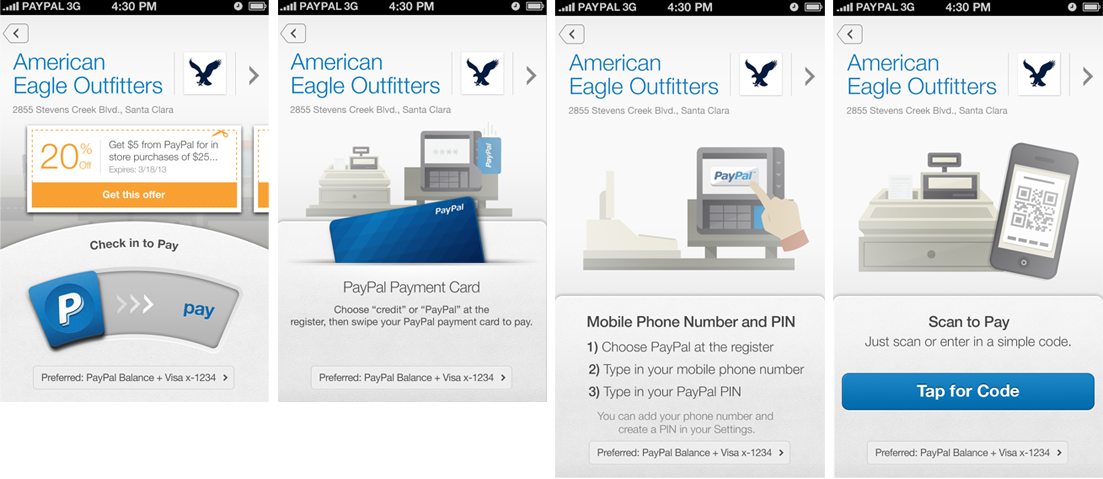 PAYPAL 3G 4:30 PM
American
Eagle Outfitters
2855 Stevens Creek Blvd., Santa Clara
20%
Off
Get $5 from PayPal for in
store purchases of $25...
Expires: 3/18/13
Get this offer
Check in to Pay
P
pay
Preferred: PayPal Balance + Visa x-1234
PAYPAL 3G 4:30 PM
American
Eagle Outfitters
2855 Stevens Creek Blvd., Santa Clara
PayPal
PayPal
PayPal Payment Card
Choose “credit” or “PayPal” at the
register, then swipe your PayPal payment card to pay.
Preferred: PayPal Balance + Visa x-1234
PAYPAL 3G 4:30 PM
American
Eagle Outfitters
2855 Stevens Creek Blvd., Santa Clara
PayPal
Mobile Phone Number and PIN
1) Choose PayPal at the register
2) Type in your mobile phone number
3) Type in your PayPal PIN
You can add your phone number and
create a PIN in your Settings.
Preferred: PayPal Balance + Visa x-1234
PAYPAL 3G 4:30 PM
American
Eagle Outfitters
2855 Stevens Creek Blvd., Santa Clara
Scan to Pay
Just scan or enter in a simple code.
Tap for Code
Preferred: PayPal Balance + Visa x-1234